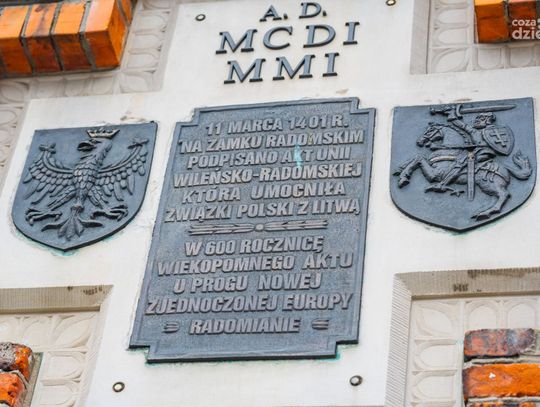 A. D.
MCDI
MMI
11 MARCA 1401 R.
NA ZAMKU RADOMSKIM
PODPISANO AKT UNII
WILEŃSKO-RADOMSKIEJ
KTÓRA UMOCNIŁA
ZWIĄZKI POLSKI Z LITWĄ
W 600 ROCZNICĘ
WIEKOPOMNEGO AKTU
U PROGU NOWEJ
ZJEDNOCZONEJ EUROPY
RADOMIANIE